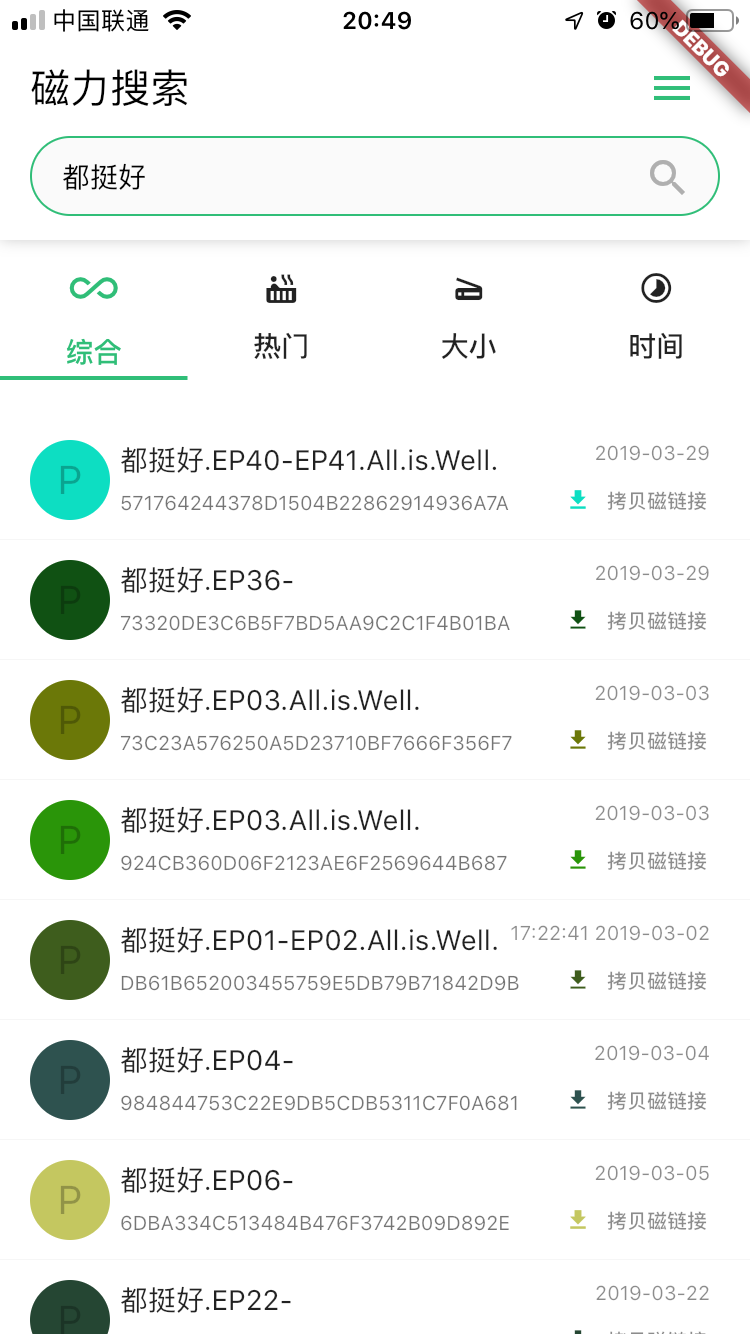 中国联通 20:49 60%
DEBUG
磁力搜索
都挺好
综合 热门 大小 时间
P 都挺好.EP40-EP41.All.is.Well. 2019-03-29
571764244378D1504B22862914936A7A 拷贝磁链接
P 都挺好.EP36- 2019-03-29
73320DE3C6B5F7BD5AA9C2C1F4B01BA 拷贝磁链接
P 都挺好.EP03.All.is.Well. 2019-03-03
73C23A576250A5D23710BF7666F356F7 拷贝磁链接
P 都挺好.EP03.All.is.Well. 2019-03-03
924CB360D06F2123AE6F2569644B687 拷贝磁链接
P 都挺好.EP01-EP02.All.is.Well. 17:22:41 2019-03-02
DB61B652003455759E5DB79B71842D9B 拷贝磁链接
P 都挺好.EP04- 2019-03-04
984844753C22E9DB5CDB5311C7F0A681 拷贝磁链接
P 都挺好.EP06- 2019-03-05
6DBA334C513484B476F3742B09D892E 拷贝磁链接
P 都挺好.EP22- 2019-03-22